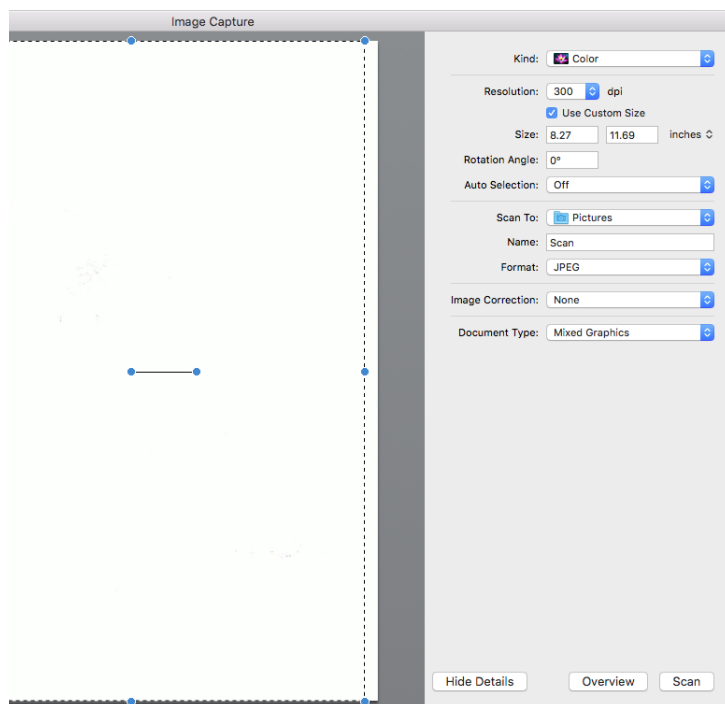 Image Capture
Kind: Color
Resolution: 300 dpi
Use Custom Size
Size: 8.27 11.69 inches
Rotation Angle: 0°
Auto Selection: Off
Scan To: Pictures
Name: Scan
Format: JPEG
Image Correction: None
Document Type: Mixed Graphics
Hide Details Overview Scan